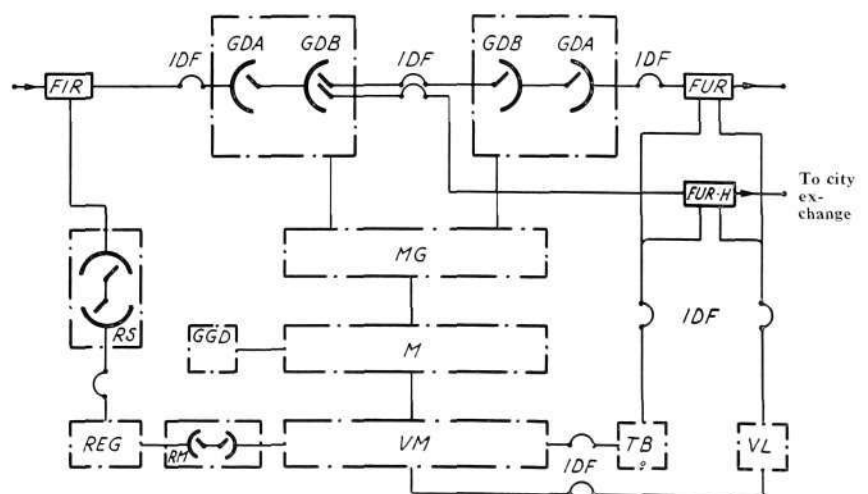 GDA GDB GDB GDA
IDF IDF IDF
FIR FUR
FUR-H
To city
ex-
change
MG
RS GGD M IDF
REG RM VM TB VL
IDF